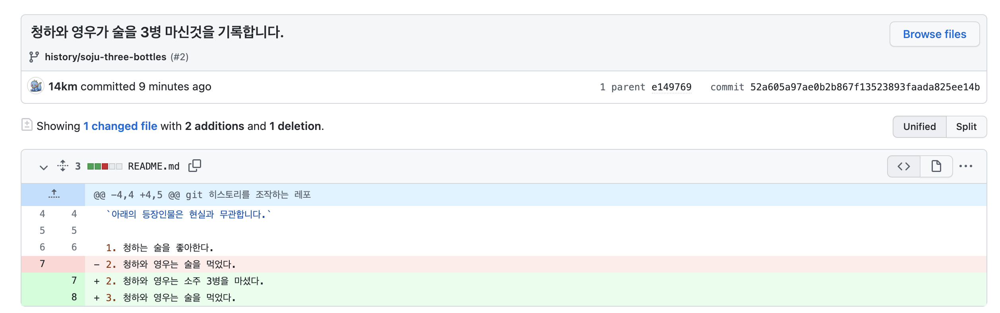 청하와 영우가 술을 3병 마신것을 기록합니다.
Browse files
history/soju-three-bottles (#2)
14km committed 9 minutes ago
1 parent e149769 commit 52a605a97ae0b2b867f13523893faada825ee14b
Showing 1 changed file with 2 additions and 1 deletion.
Unified Split
3 README.md
@@ -4,4 +4,5 @@ git 히스토리를 조작하는 레포
4 4 `아래의 등장인물은 현실과 무관합니다.`
5 5
6 6 1. 청하는 술을 좋아한다.
7 - 2. 청하와 영우는 술을 먹었다.
7 + 2. 청하와 영우는 소주 3병을 마셨다.
8 + 3. 청하와 영우는 술을 먹었다.